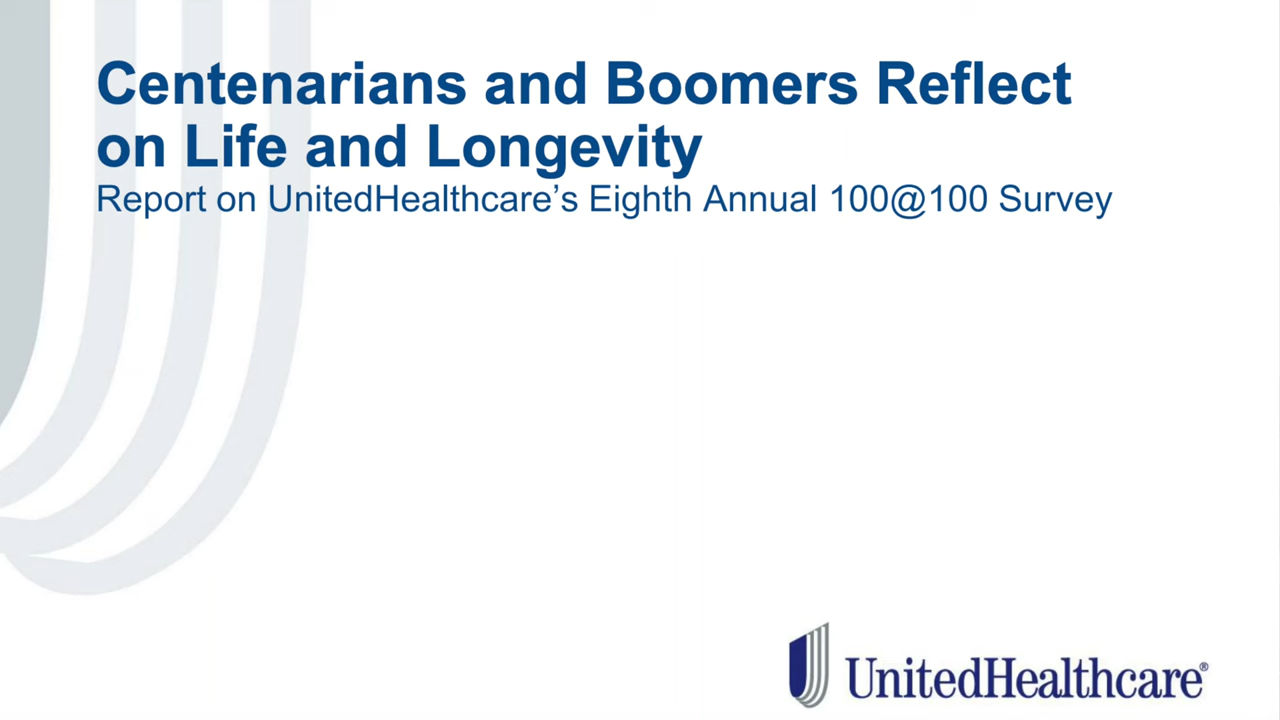 Centenarians and Boomers Reflect
on Life and Longevity
Report on UnitedHealthcare’s Eighth Annual 100@100 Survey
UnitedHealthcare®